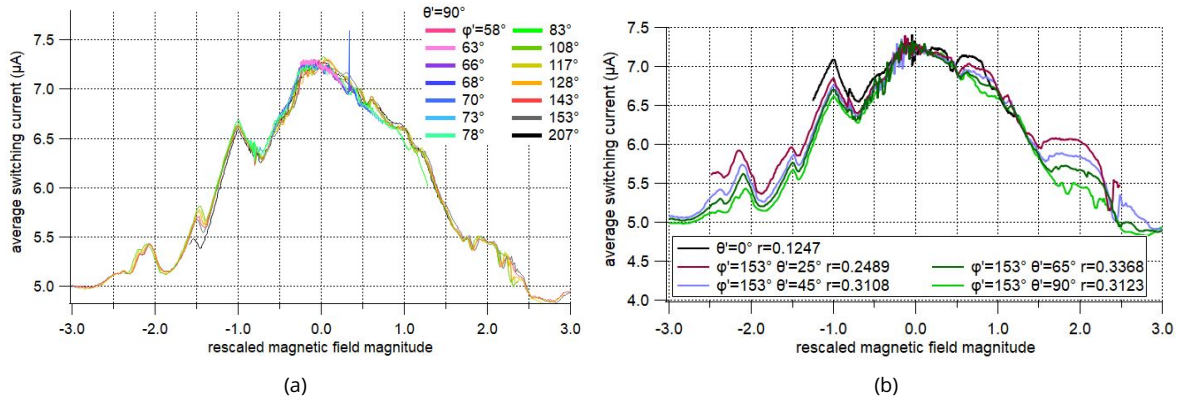 θ'=90°
φ'=58° 83°
63° 108°
66° 117°
68° 128°
70° 143°
73° 153°
78° 207°
average switching current (μA)
7.5
7.0
6.5
6.0
5.5
5.0
-3.0 -2.0 -1.0 0.0 1.0 2.0 3.0
rescaled magnetic field magnitude
(a)
average switching current (μA)
7.5
7.0
6.5
6.0
5.5
5.0
4.5
4.0
θ'=0° r=0.1247
φ'=153° θ'=25° r=0.2489 φ'=153° θ'=65° r=0.3368
φ'=153° θ'=45° r=0.3108 φ'=153° θ'=90° r=0.3123
-3.0 -2.0 -1.0 0.0 1.0 2.0 3.0
rescaled magnetic field magnitude
(b)